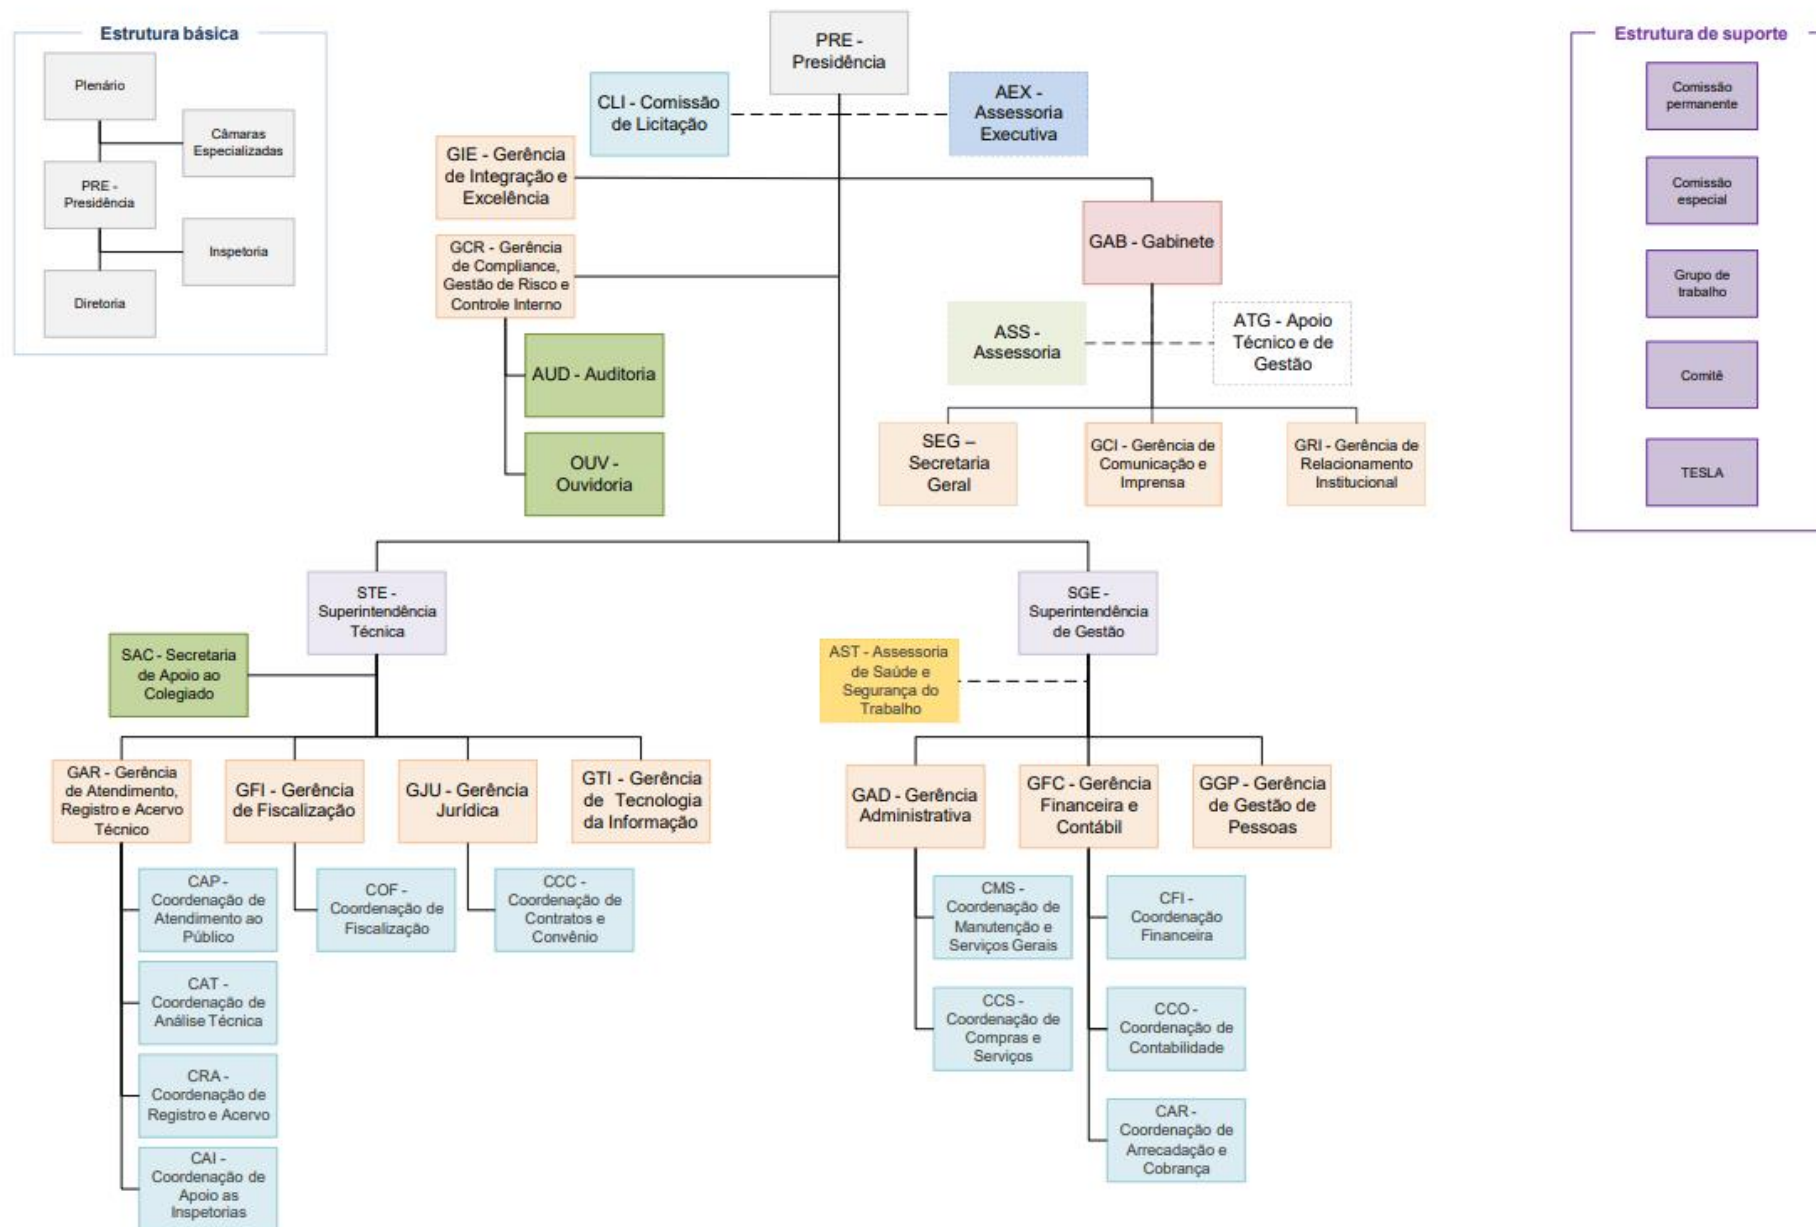 Estrutura básica
Plenário
Câmaras
Especializadas
PRE -
Presidência
Inspetoria
Diretoria
PRE -
Presidência
CLI - Comissão
de Licitação
AEX -
Assessoria
Executiva
GIE - Gerência
de Integração e
Excelência
GCR - Gerência
de Compliance,
Gestão de Risco e
Controle Interno
AUD - Auditoria
OUV -
Ouvidoria
GAB - Gabinete
ASS -
Assessoria
ATG - Apoio
Técnico e de
Gestão
SEG –
Secretaria
Geral
GCI - Gerência de
Comunicação e
Imprensa
GRI - Gerência de
Relacionamento
Institucional
Estrutura de suporte
Comissão
permanente
Comissão
especial
Grupo de
trabalho
Comitê
TESLA
STE -
Superintendência
Técnica
SAC - Secretaria
de Apoio ao
Colegiado
GAR - Gerência
de Atendimento,
Registro e Acervo
Técnico
GFI - Gerência
de Fiscalização
GJU - Gerência
Jurídica
GTI - Gerência
de Tecnologia
da Informação
CAP -
Coordenação de
Atendimento ao
Público
CAT -
Coordenação de
Análise Técnica
CRA -
Coordenação de
Registro e Acervo
CAI -
Coordenação de
Apoio as
Inspetorias
COF -
Coordenação de
Fiscalização
CCC -
Coordenação de
Contratos e
Convênio
SGE -
Superintendência
de Gestão
AST - Assessoria
de Saúde e
Segurança do
Trabalho
GAD - Gerência
Administrativa
GFC - Gerência
Financeira e
Contábil
GGP - Gerência
de Gestão de
Pessoas
CMS -
Coordenação de
Manutenção e
Serviços Gerais
CCS -
Coordenação de
Compras e
Serviços
CFI -
Coordenação
Financeira
CCO -
Coordenação de
Contabilidade
CAR -
Coordenação de
Arrecadação e
Cobrança